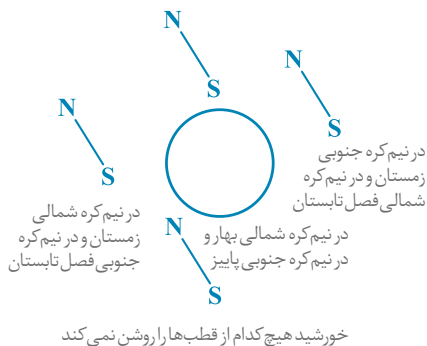 N
S
N
S
N
S
در نیم‌کره جنوبی
زمستان و در نیم‌کره
شمالی فصل تابستان
در نیم‌کره شمالی
زمستان و در نیم‌کره
جنوبی فصل تابستان
N
S
در نیم‌کره شمالی بهار و
در نیم‌کره جنوبی پاییز
خورشید هیچ‌کدام از قطب‌ها را روشن نمی‌کند